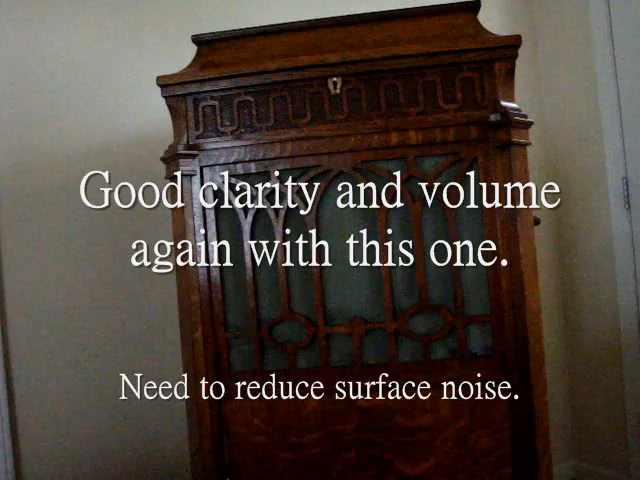 Good clarity and volume
again with this one.
Need to reduce surface noise.